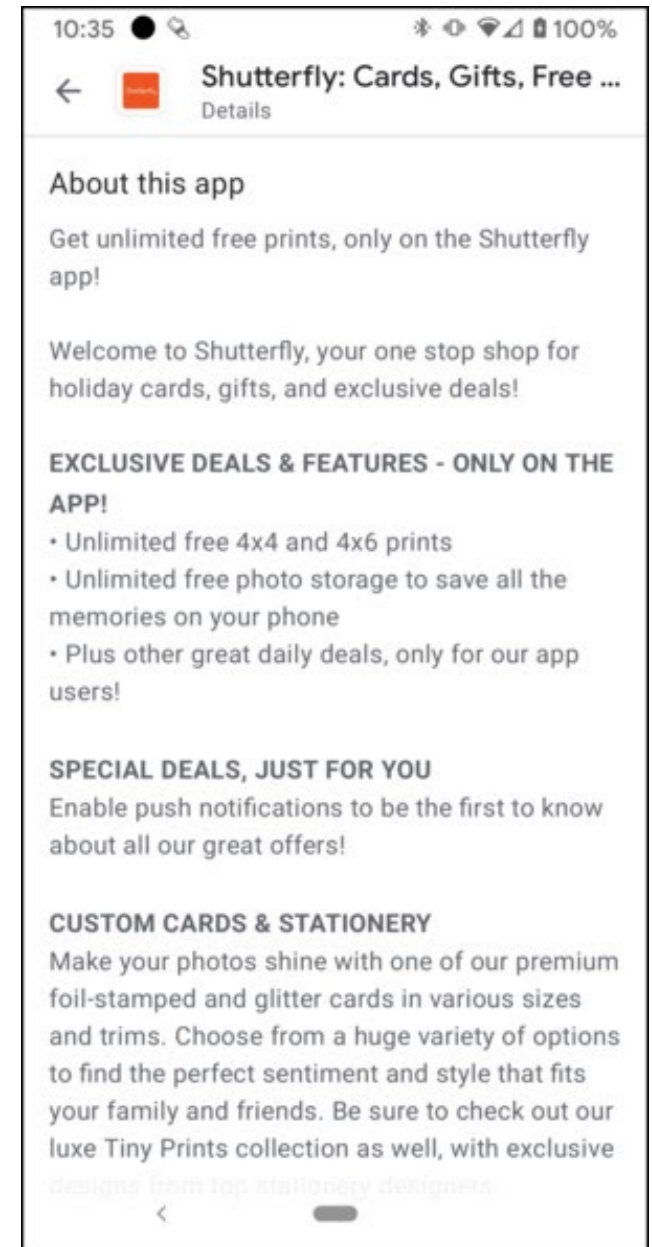 10:35 100%
Shutterfly: Cards, Gifts, Free ...
Details
About this app
Get unlimited free prints, only on the Shutterfly
app!
Welcome to Shutterfly, your one stop shop for
holiday cards, gifts, and exclusive deals!
EXCLUSIVE DEALS & FEATURES - ONLY ON THE
APP!
• Unlimited free 4x4 and 4x6 prints
• Unlimited free photo storage to save all the
memories on your phone
• Plus other great daily deals, only for our app
users!
SPECIAL DEALS, JUST FOR YOU
Enable push notifications to be the first to know
about all our great offers!
CUSTOM CARDS & STATIONERY
Make your photos shine with one of our premium
foil-stamped and glitter cards in various sizes
and trims. Choose from a huge variety of options
to find the perfect sentiment and style that fits
your family and friends. Be sure to check out our
luxe Tiny Prints collection as well, with exclusive
designs from top stationery designers